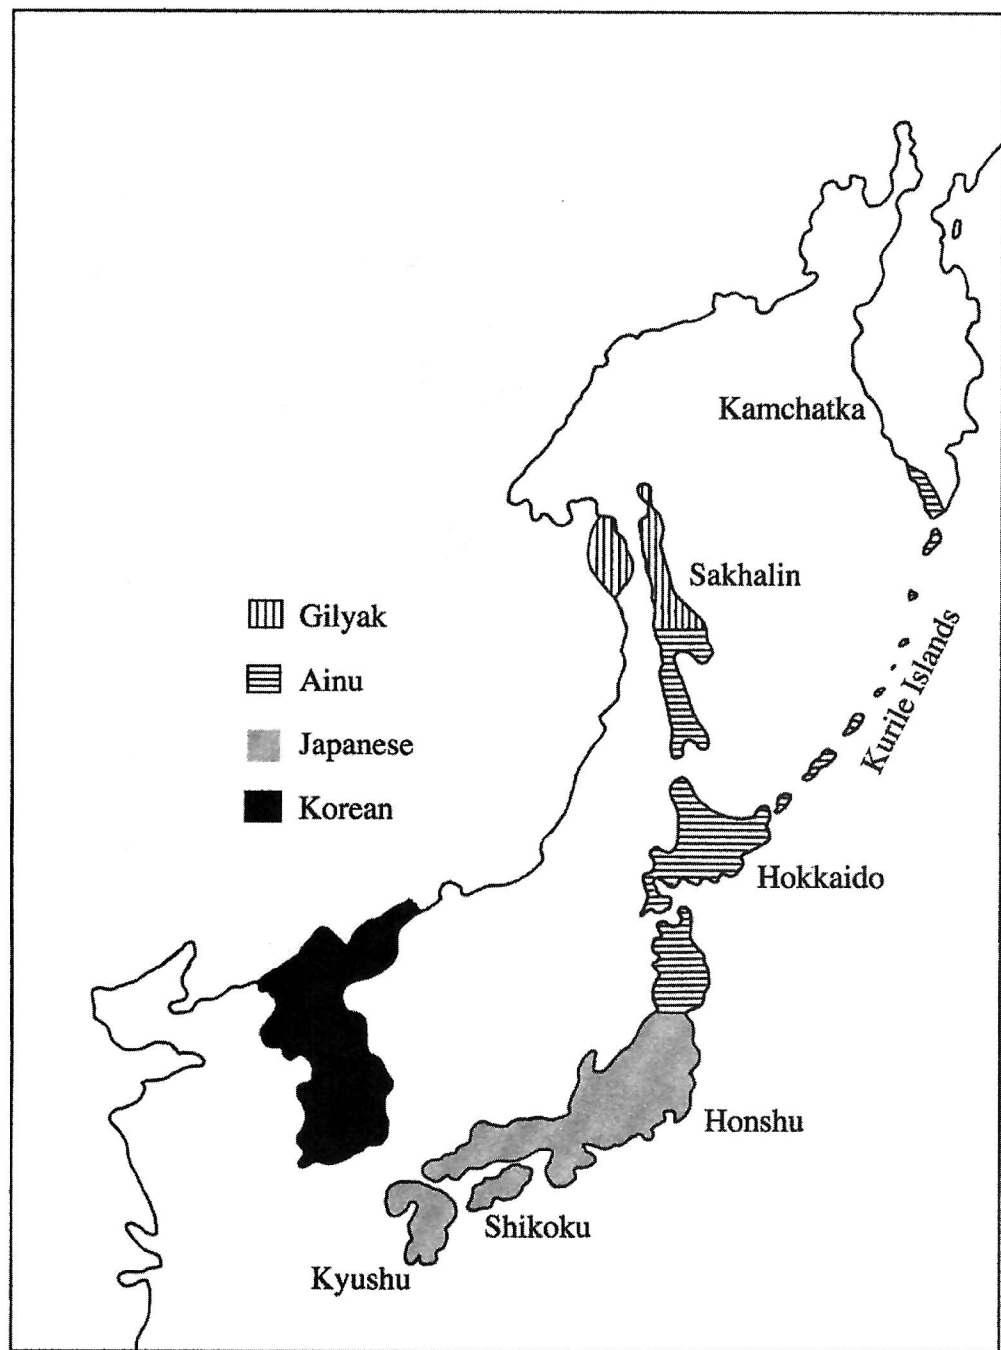 Kamchatka
Sakhalin
Gilyak
Ainu
Japanese
Korean
Kurile Islands
Hokkaido
Honshu
Shikoku
Kyushu